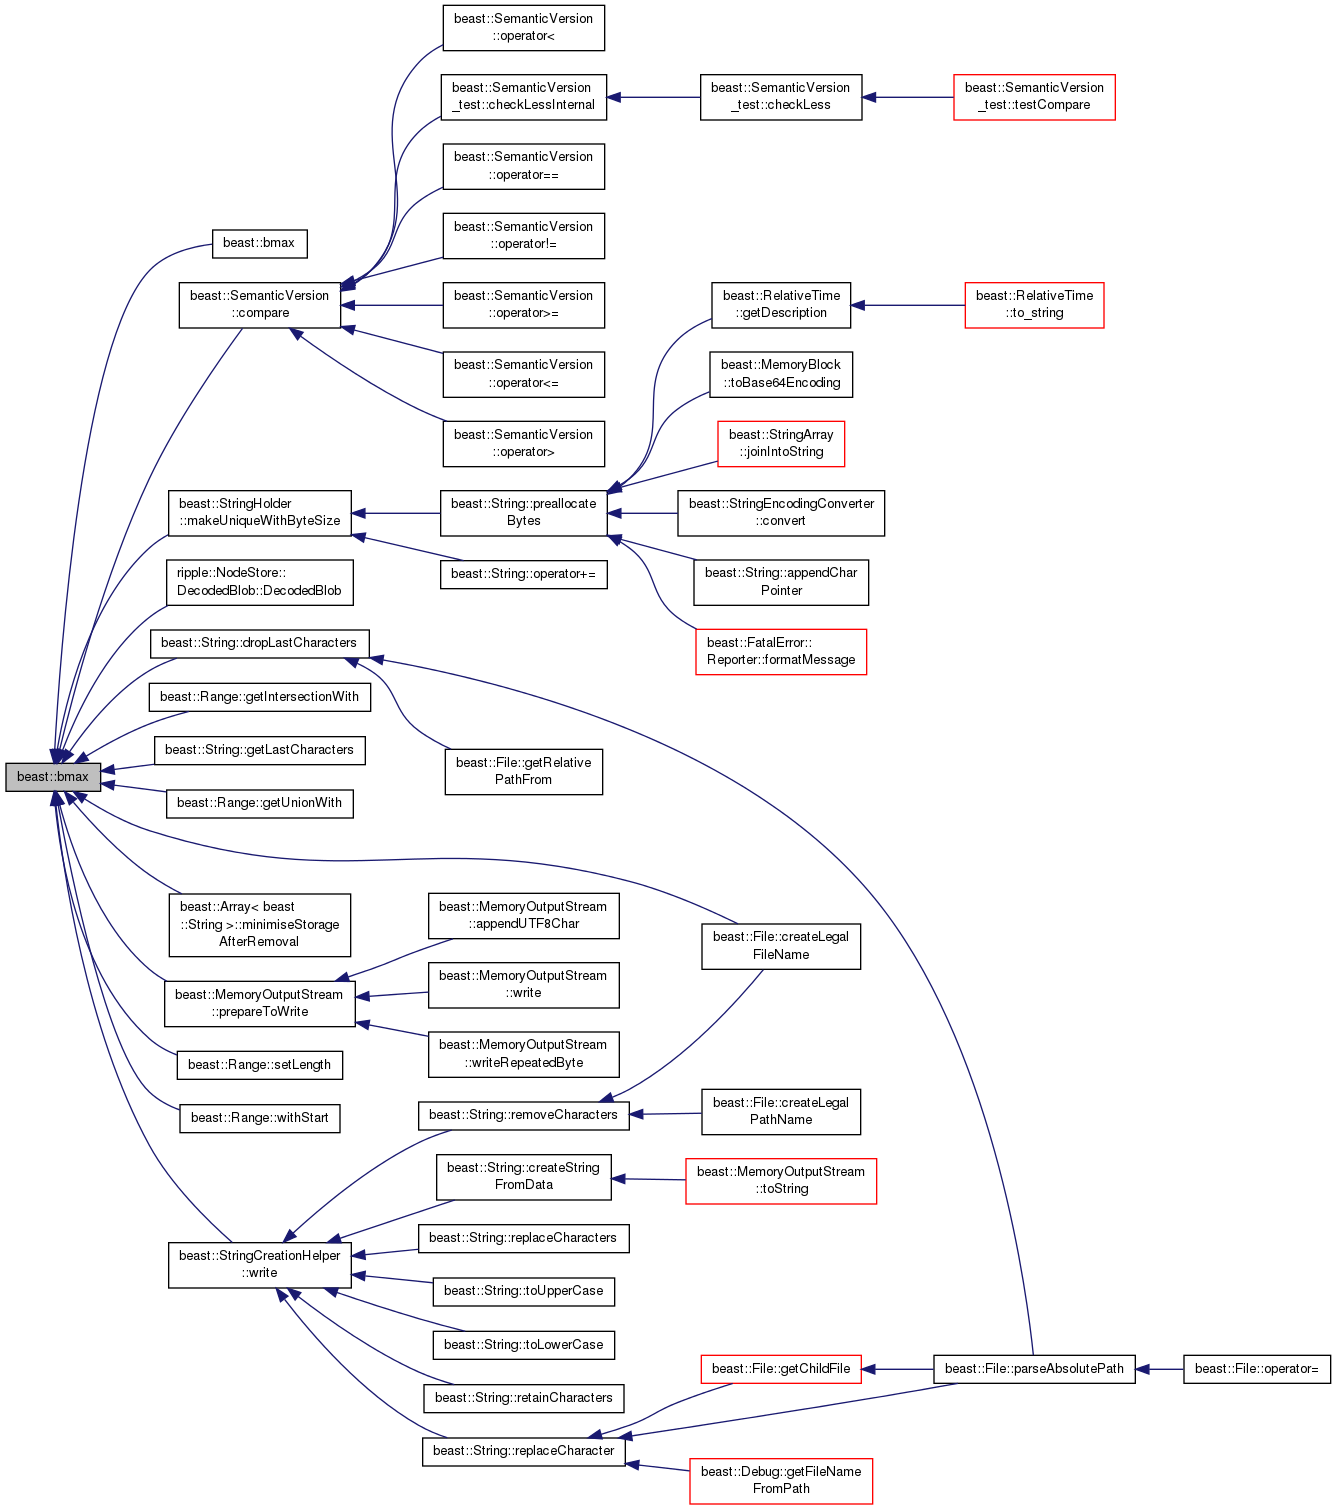 beast::SemanticVersion
::operator<
beast::SemanticVersion
_test::checkLessInternal
beast::SemanticVersion
_test::checkLess
beast::SemanticVersion
_test::testCompare
beast::SemanticVersion
::operator==
beast::SemanticVersion
::operator!=
beast::bmax
beast::SemanticVersion
::compare
beast::SemanticVersion
::operator>=
beast::RelativeTime
::getDescription
beast::RelativeTime
::to_string
beast::SemanticVersion
::operator<=
beast::MemoryBlock
::toBase64Encoding
beast::SemanticVersion
::operator>
beast::StringArray
::joinIntoString
beast::StringHolder
::makeUniqueWithByteSize
beast::String::preallocate
Bytes
beast::StringEncodingConverter
::convert
ripple::NodeStore::
DecodedBlob::DecodedBlob
beast::String::operator+=
beast::String::appendChar
Pointer
beast::String::dropLastCharacters
beast::FatalError::
Reporter::formatMessage
beast::Range::getIntersectionWith
beast::String::getLastCharacters
beast::File::getRelative
PathFrom
beast::bmax
beast::Range::getUnionWith
beast::Array< beast
::String >::minimiseStorage
AfterRemoval
beast::MemoryOutputStream
::appendUTF8Char
beast::File::createLegal
FileName
beast::MemoryOutputStream
::prepareToWrite
beast::MemoryOutputStream
::write
beast::MemoryOutputStream
::writeRepeatedByte
beast::Range::setLength
beast::Range::withStart
beast::String::removeCharacters
beast::File::createLegal
PathName
beast::String::createString
FromData
beast::MemoryOutputStream
::toString
beast::String::replaceCharacters
beast::StringCreationHelper
::write
beast::String::toUpperCase
beast::String::toLowerCase
beast::File::getChildFile
beast::File::parseAbsolutePath
beast::File::operator=
beast::String::retainCharacters
beast::String::replaceCharacter
beast::Debug::getFileName
FromPath